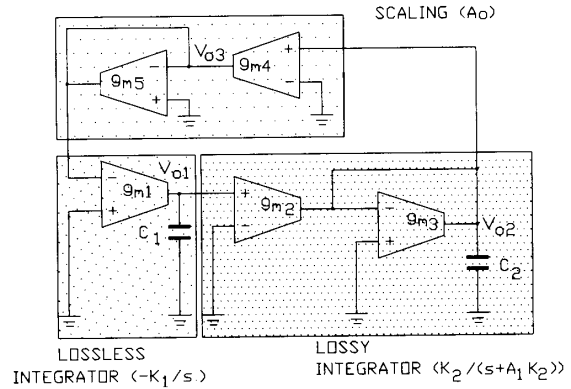 SCALING (Ao)
Vo3
gm5
gm4
Vo1
gm1
gm2
gm3
Vo2
C1
C2
LOSSLESS
INTEGRATOR (-K1/s.)
LOSSY
INTEGRATOR (K2/(s+A1K2))